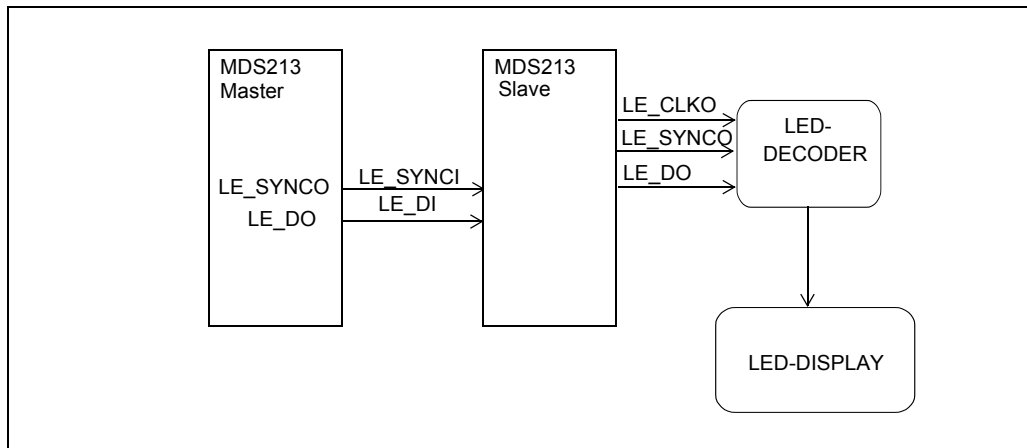 MDS213
Master
LE_SYNCO
LE_DO
LE_SYNCI
LE_DI
MDS213
Slave
LE_CLKO
LE_SYNCO
LE_DO
LED-
DECODER
LED-DISPLAY